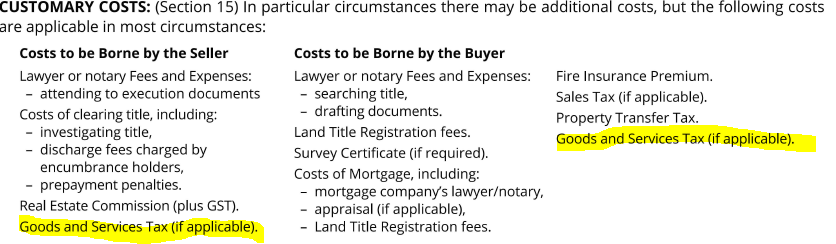 CUSTOMARY COSTS: (Section 15) In particular circumstances there may be additional costs, but the following costs
are applicable in most circumstances:
Costs to be Borne by the Seller
Lawyer or notary Fees and Expenses:
– attending to execution documents
Costs of clearing title, including:
– investigating title,
– discharge fees charged by
encumbrance holders,
– prepayment penalties.
Real Estate Commission (plus GST).
Goods and Services Tax (if applicable).
Costs to be Borne by the Buyer
Lawyer or notary Fees and Expenses:
– searching title,
– drafting documents.
Land Title Registration fees.
Survey Certificate (if required).
Costs of Mortgage, including:
– mortgage company's lawyer/notary,
– appraisal (if applicable),
– Land Title Registration fees.
Fire Insurance Premium.
Sales Tax (if applicable).
Property Transfer Tax.
Goods and Services Tax (if applicable).